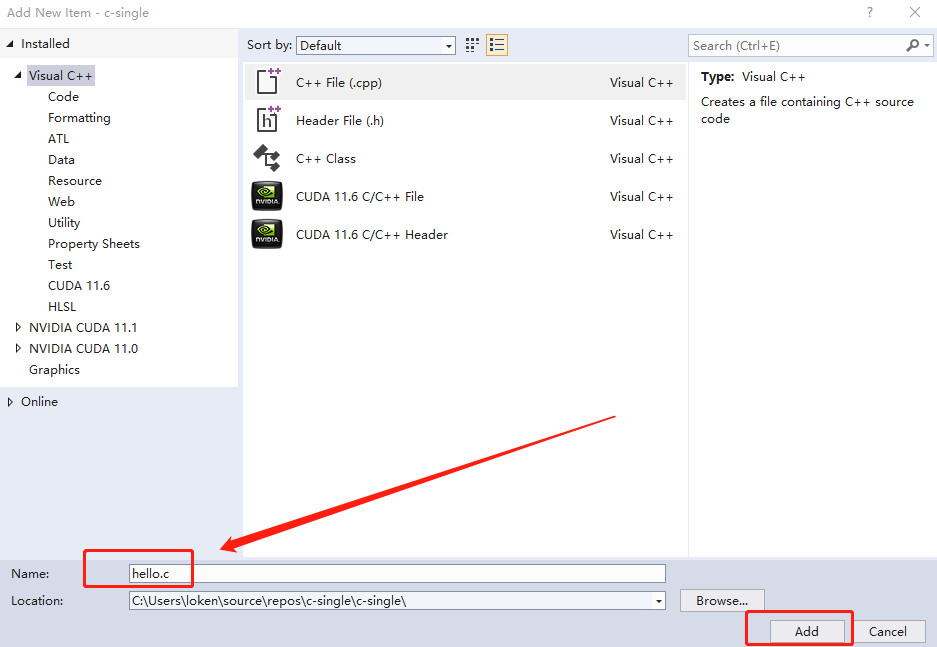 Add New Item - c-single
?
Installed
Sort by: Default
Search (Ctrl+E)
Visual C++
Code
Formatting
ATL
Data
Resource
Web
Utility
Property Sheets
Test
CUDA 11.6
HLSL
NVIDIA CUDA 11.1
NVIDIA CUDA 11.0
Graphics
Online
C++ File (.cpp) Visual C++
Header File (.h) Visual C++
C++ Class Visual C++
NVIDIA CUDA 11.6 C/C++ File Visual C++
NVIDIA CUDA 11.6 C/C++ Header Visual C++
Type: Visual C++
Creates a file containing C++ source
code
Name: hello.c
Location: C:\Users\loken\source\repos\c-single\c-single\ Browse...
Add Cancel